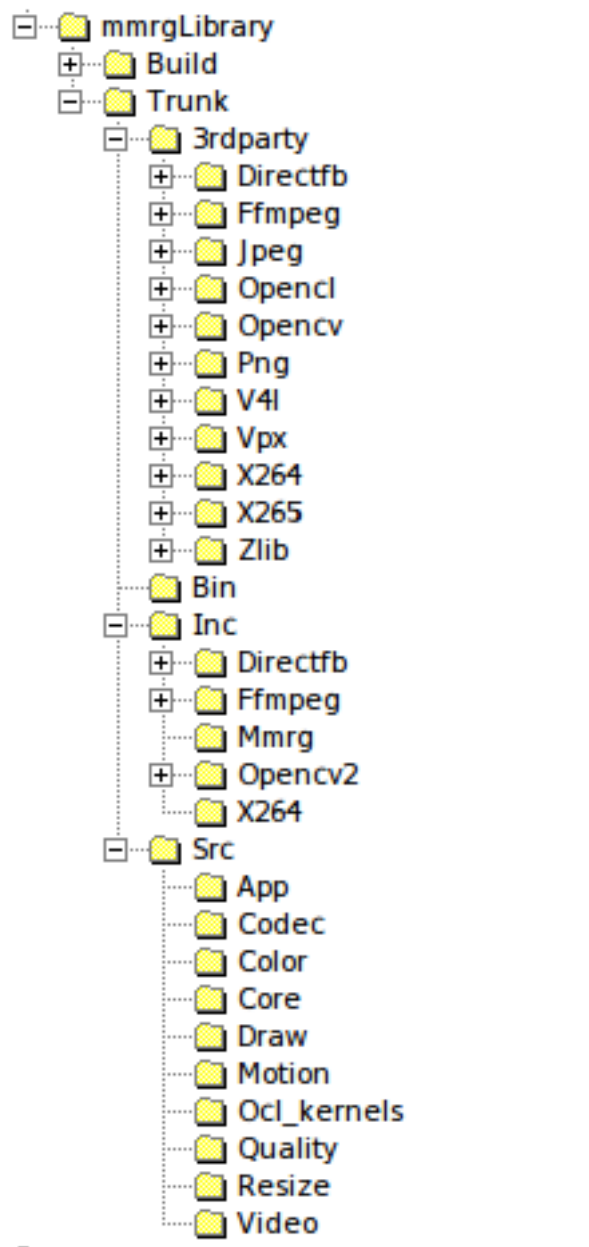 mmrgLibrary
Build
Trunk
3rdparty
Directfb
Ffmpeg
Jpeg
Opencl
Opencv
Png
V4l
Vpx
X264
X265
Zlib
Bin
Inc
Directfb
Ffmpeg
Mmrg
Opencv2
X264
Src
App
Codec
Color
Core
Draw
Motion
Ocl_kernels
Quality
Resize
Video